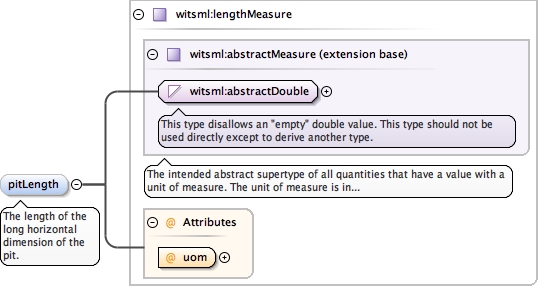 witsml:lengthMeasure
witsml:abstractMeasure (extension base)
witsml:abstractDouble
This type disallows an "empty" double value. This type should not be
used directly except to derive another type.
The intended abstract supertype of all quantities that have a value with a
unit of measure. The unit of measure is in...
pitLength
The length of the
long horizontal
dimension of the
pit.
@ Attributes
@ uom